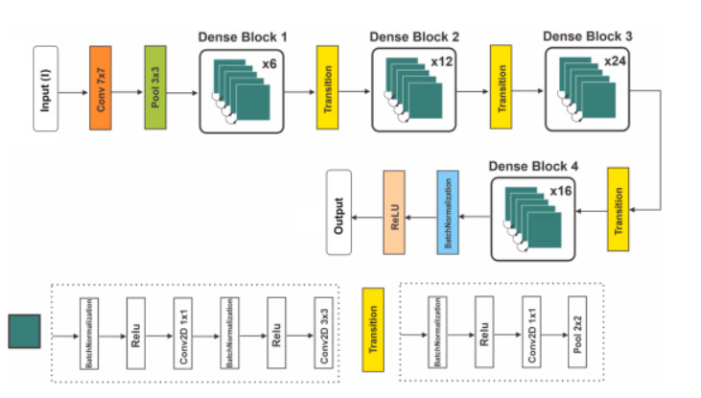 Dense Block 1
Dense Block 2
Dense Block 3
Input (I)
Conv 7x7
Pool 3x3
x6
Transition
x12
Transition
x24
Dense Block 4
Output
ReLU
BatchNormalization
x16
Transition
BatchNormalization
Relu
Conv2D 1x1
BatchNormalization
Relu
Conv2D 3x3
Transition
BatchNormalization
Relu
Conv2D 1x1
Pool 2x2